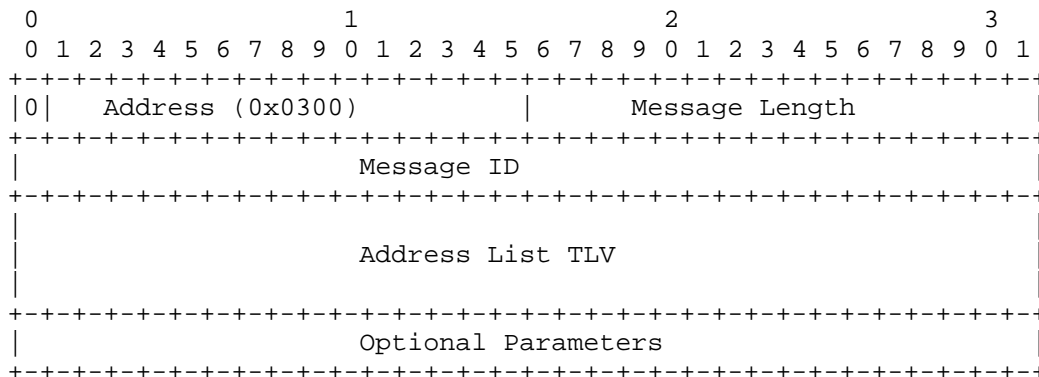 0                   1                   2                   3
 0 1 2 3 4 5 6 7 8 9 0 1 2 3 4 5 6 7 8 9 0 1 2 3 4 5 6 7 8 9 0 1
+-+-+-+-+-+-+-+-+-+-+-+-+-+-+-+-+-+-+-+-+-+-+-+-+-+-+-+-+-+-+-+-+
|0|   Address (0x0300)          |      Message Length           |
+-+-+-+-+-+-+-+-+-+-+-+-+-+-+-+-+-+-+-+-+-+-+-+-+-+-+-+-+-+-+-+-+
|                     Message ID                                |
+-+-+-+-+-+-+-+-+-+-+-+-+-+-+-+-+-+-+-+-+-+-+-+-+-+-+-+-+-+-+-+-+
|                                                               |
|                     Address List TLV                          |
|                                                               |
+-+-+-+-+-+-+-+-+-+-+-+-+-+-+-+-+-+-+-+-+-+-+-+-+-+-+-+-+-+-+-+-+
|                     Optional Parameters                       |
+-+-+-+-+-+-+-+-+-+-+-+-+-+-+-+-+-+-+-+-+-+-+-+-+-+-+-+-+-+-+-+-+